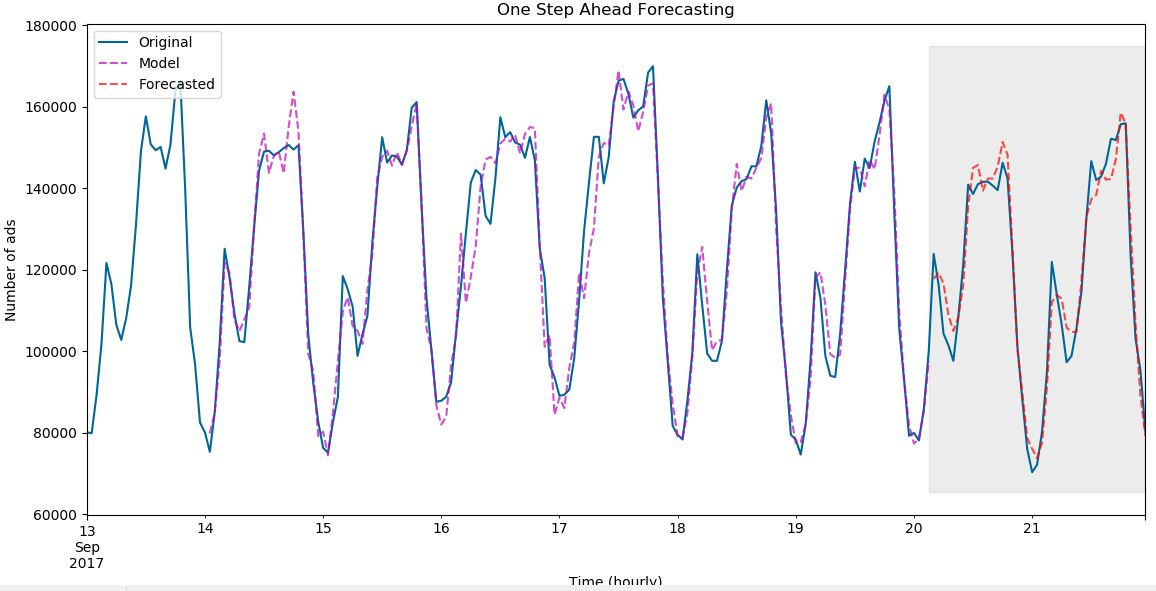 One Step Ahead Forecasting
180000
160000
140000
120000
100000
80000
60000
Number of ads
Original
Model
Forecasted
13 14 15 16 17 18 19 20 21
Sep
2017
Time (hourly)